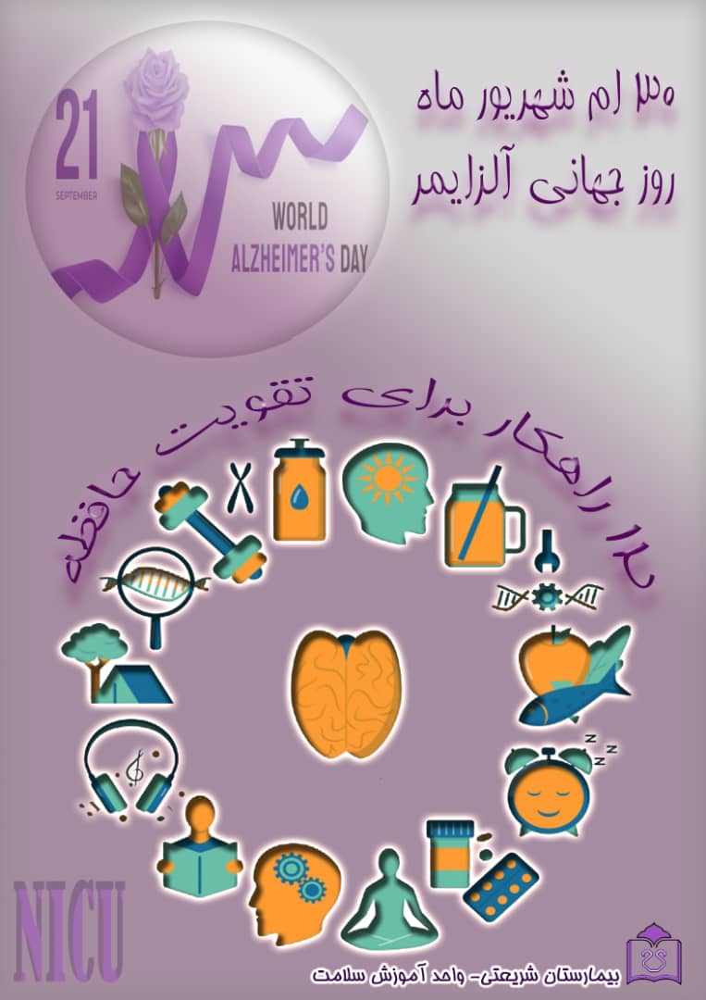 ۳۰ ام شهریور ماه
روز جهانی آلزایمر
21
SEPTEMBER
WORLD
ALZHEIMER'S DAY
۱۳ راهکار برای تقویت حافظه
z z z z
NICU
بیمارستان شریعتی- واحد آموزش سلامت